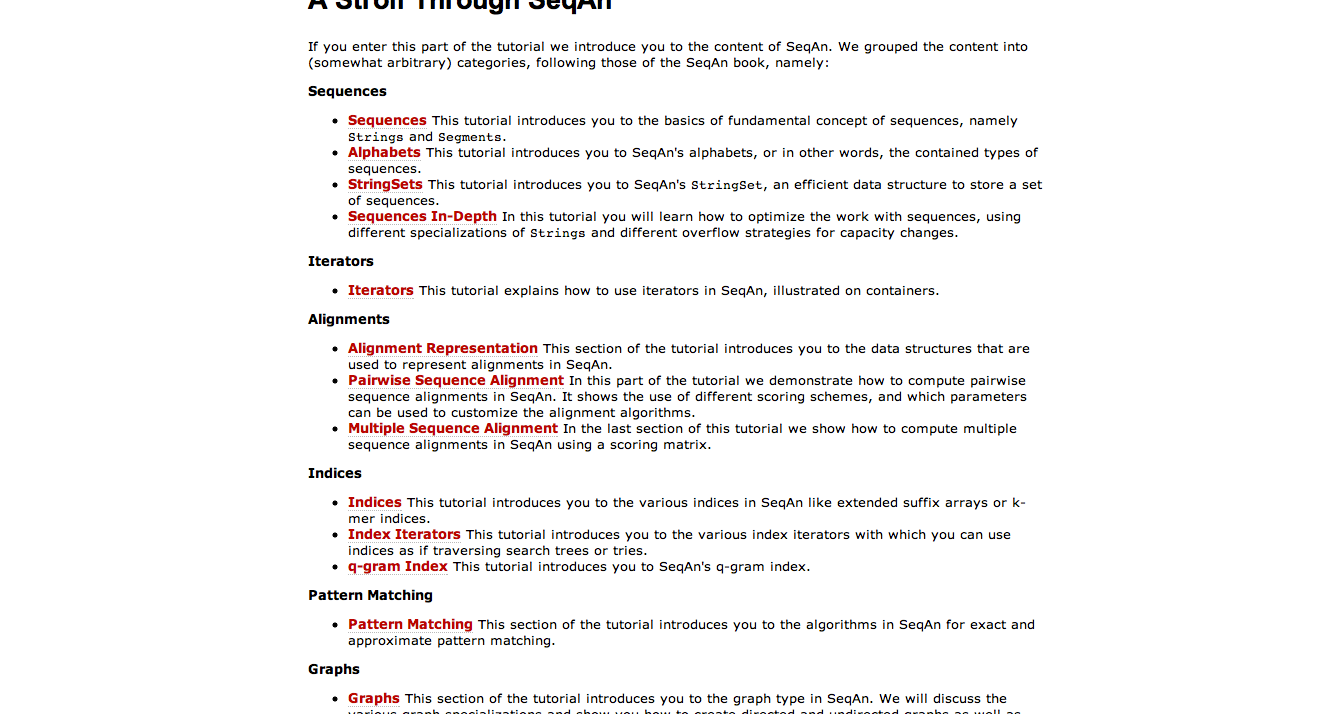 A Stroll Through SeqAn
If you enter this part of the tutorial we introduce you to the content of SeqAn. We grouped the content into
(somewhat arbitrary) categories, following those of the SeqAn book, namely:
Sequences
• Sequences This tutorial introduces you to the basics of fundamental concept of sequences, namely
Strings and Segments.
• Alphabets This tutorial introduces you to SeqAn's alphabets, or in other words, the contained types of
sequences.
• StringSets This tutorial introduces you to SeqAn's StringSet, an efficient data structure to store a set
of sequences.
• Sequences In-Depth In this tutorial you will learn how to optimize the work with sequences, using
different specializations of Strings and different overflow strategies for capacity changes.
Iterators
• Iterators This tutorial explains how to use iterators in SeqAn, illustrated on containers.
Alignments
• Alignment Representation This section of the tutorial introduces you to the data structures that are
used to represent alignments in SeqAn.
• Pairwise Sequence Alignment In this part of the tutorial we demonstrate how to compute pairwise
sequence alignments in SeqAn. It shows the use of different scoring schemes, and which parameters
can be used to customize the alignment algorithms.
• Multiple Sequence Alignment In the last section of this tutorial we show how to compute multiple
sequence alignments in SeqAn using a scoring matrix.
Indices
• Indices This tutorial introduces you to the various indices in SeqAn like extended suffix arrays or k-
mer indices.
• Index Iterators This tutorial introduces you to the various index iterators with which you can use
indices as if traversing search trees or tries.
• q-gram Index This tutorial introduces you to SeqAn's q-gram index.
Pattern Matching
• Pattern Matching This section of the tutorial introduces you to the algorithms in SeqAn for exact and
approximate pattern matching.
Graphs
• Graphs This section of the tutorial introduces you to the graph type in SeqAn. We will discuss the
various graph specializations and show you how to create directed and undirected graphs as well as